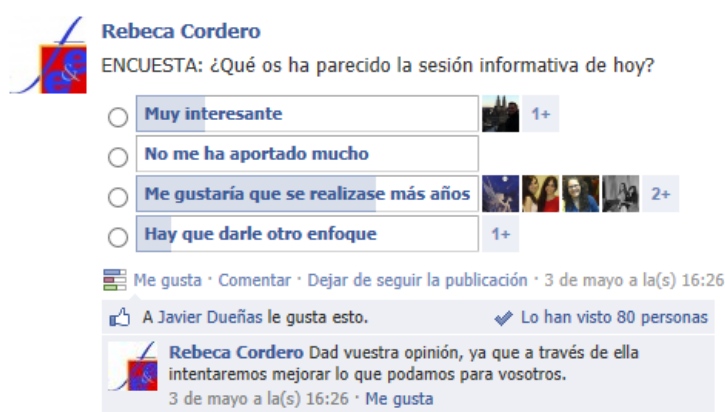 Rebeca Cordero
ENCUESTA: ¿Qué os ha parecido la sesión informativa de hoy?
Muy interesante 1+
No me ha aportado mucho
Me gustaría que se realizase más años 2+
Hay que darle otro enfoque 1+
Me gusta · Comentar · Dejar de seguir la publicación · 3 de mayo a la(s) 16:26
A Javier Dueñas le gusta esto. Lo han visto 80 personas
Rebeca Cordero Dad vuestra opinión, ya que a través de ella
intentaremos mejorar lo que podamos para vosotros.
3 de mayo a la(s) 16:26 · Me gusta